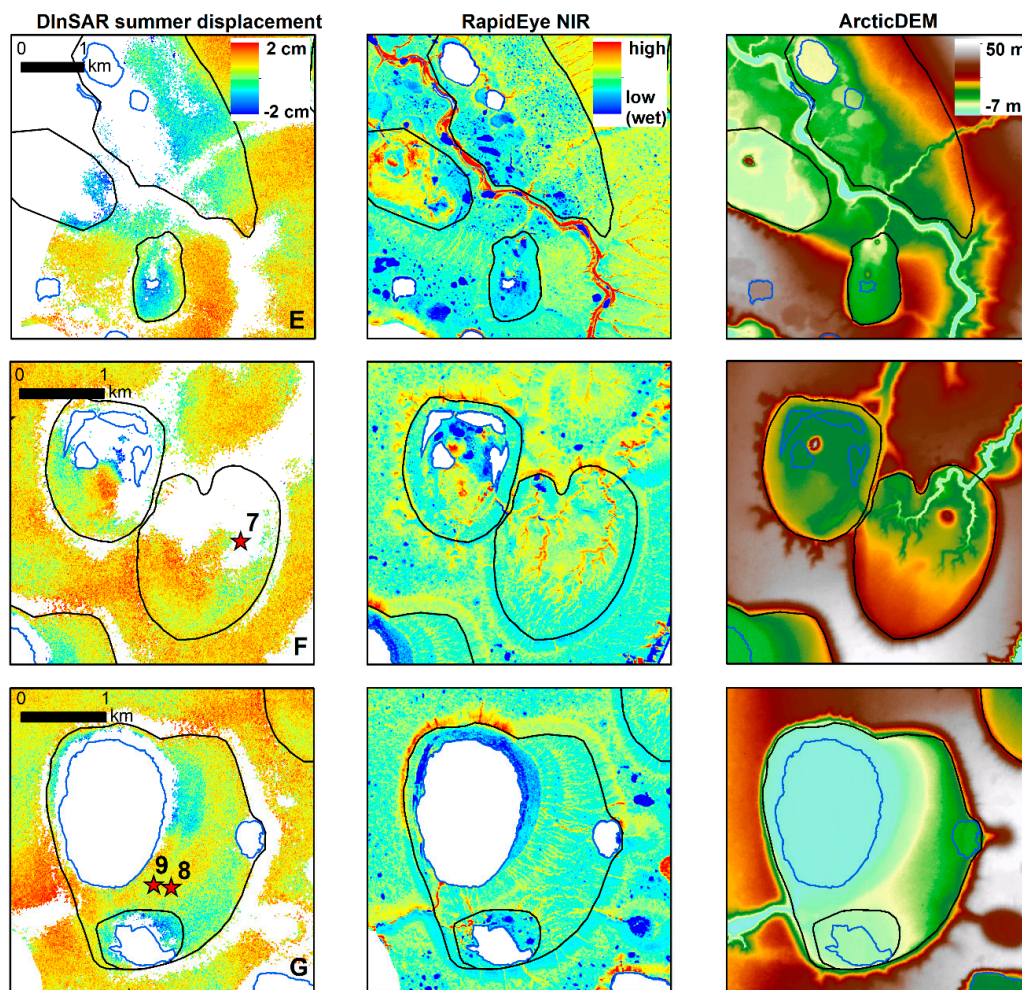 DInSAR summer displacement RapidEye NIR ArcticDEM
0 1
km
2 cm
-2 cm
E
high
low
(wet)
50 m
-7 m
0 1
km
7
F
0 1
km
9 8
G